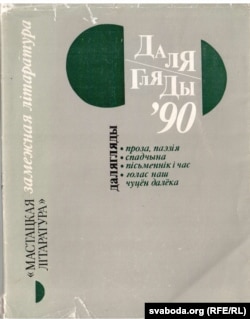 «МАСТАЦКАЯ ЛІТАРАТУРА»
замежная літаратура
ДАЛЯ
ГЛЯДЫ
'90
ДАЛЯГЛЯДЫ
• проза, паэзія
• спадчына
• пісьменнік і час
• голас наш
чуцён далёка
svaboda.org (RFE/RL)